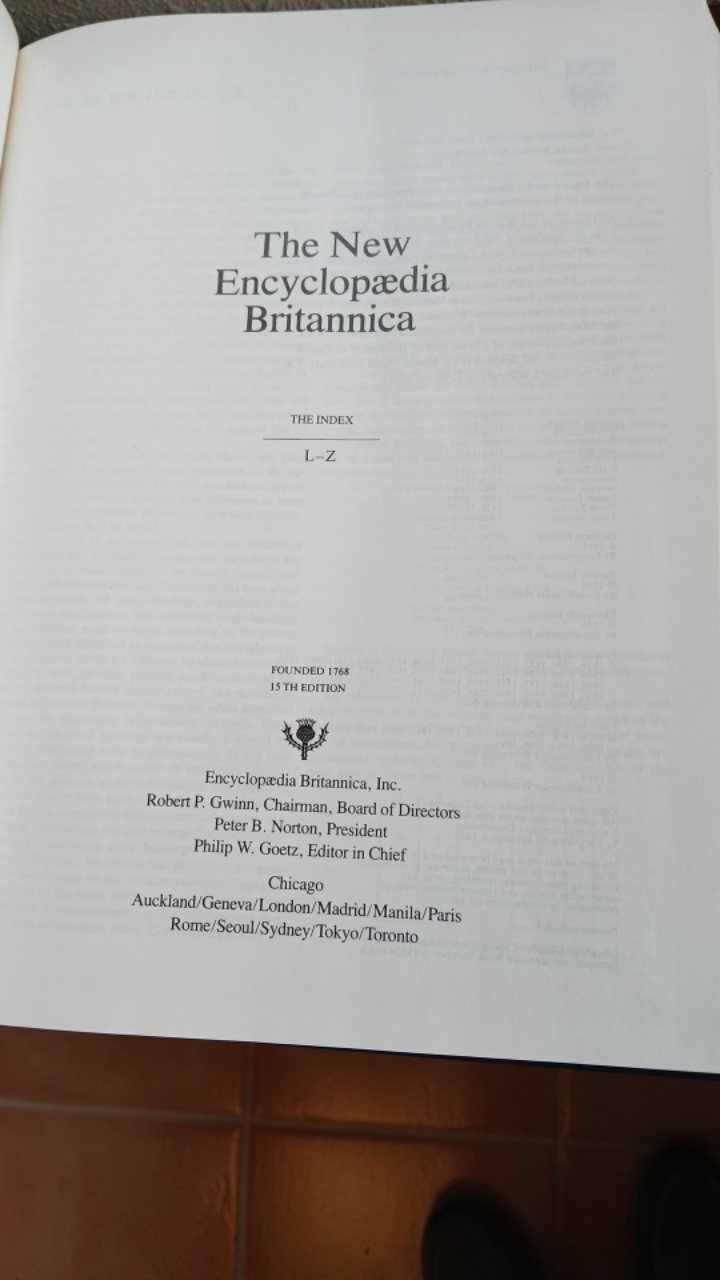 The New
Encyclopædia
Britannica
THE INDEX
L–Z
FOUNDED 1768
15 TH EDITION
Encyclopædia Britannica, Inc.
Robert P. Gwinn, Chairman, Board of Directors
Peter B. Norton, President
Philip W. Goetz, Editor in Chief
Chicago
Auckland/Geneva/London/Madrid/Manila/Paris
Rome/Seoul/Sydney/Tokyo/Toronto